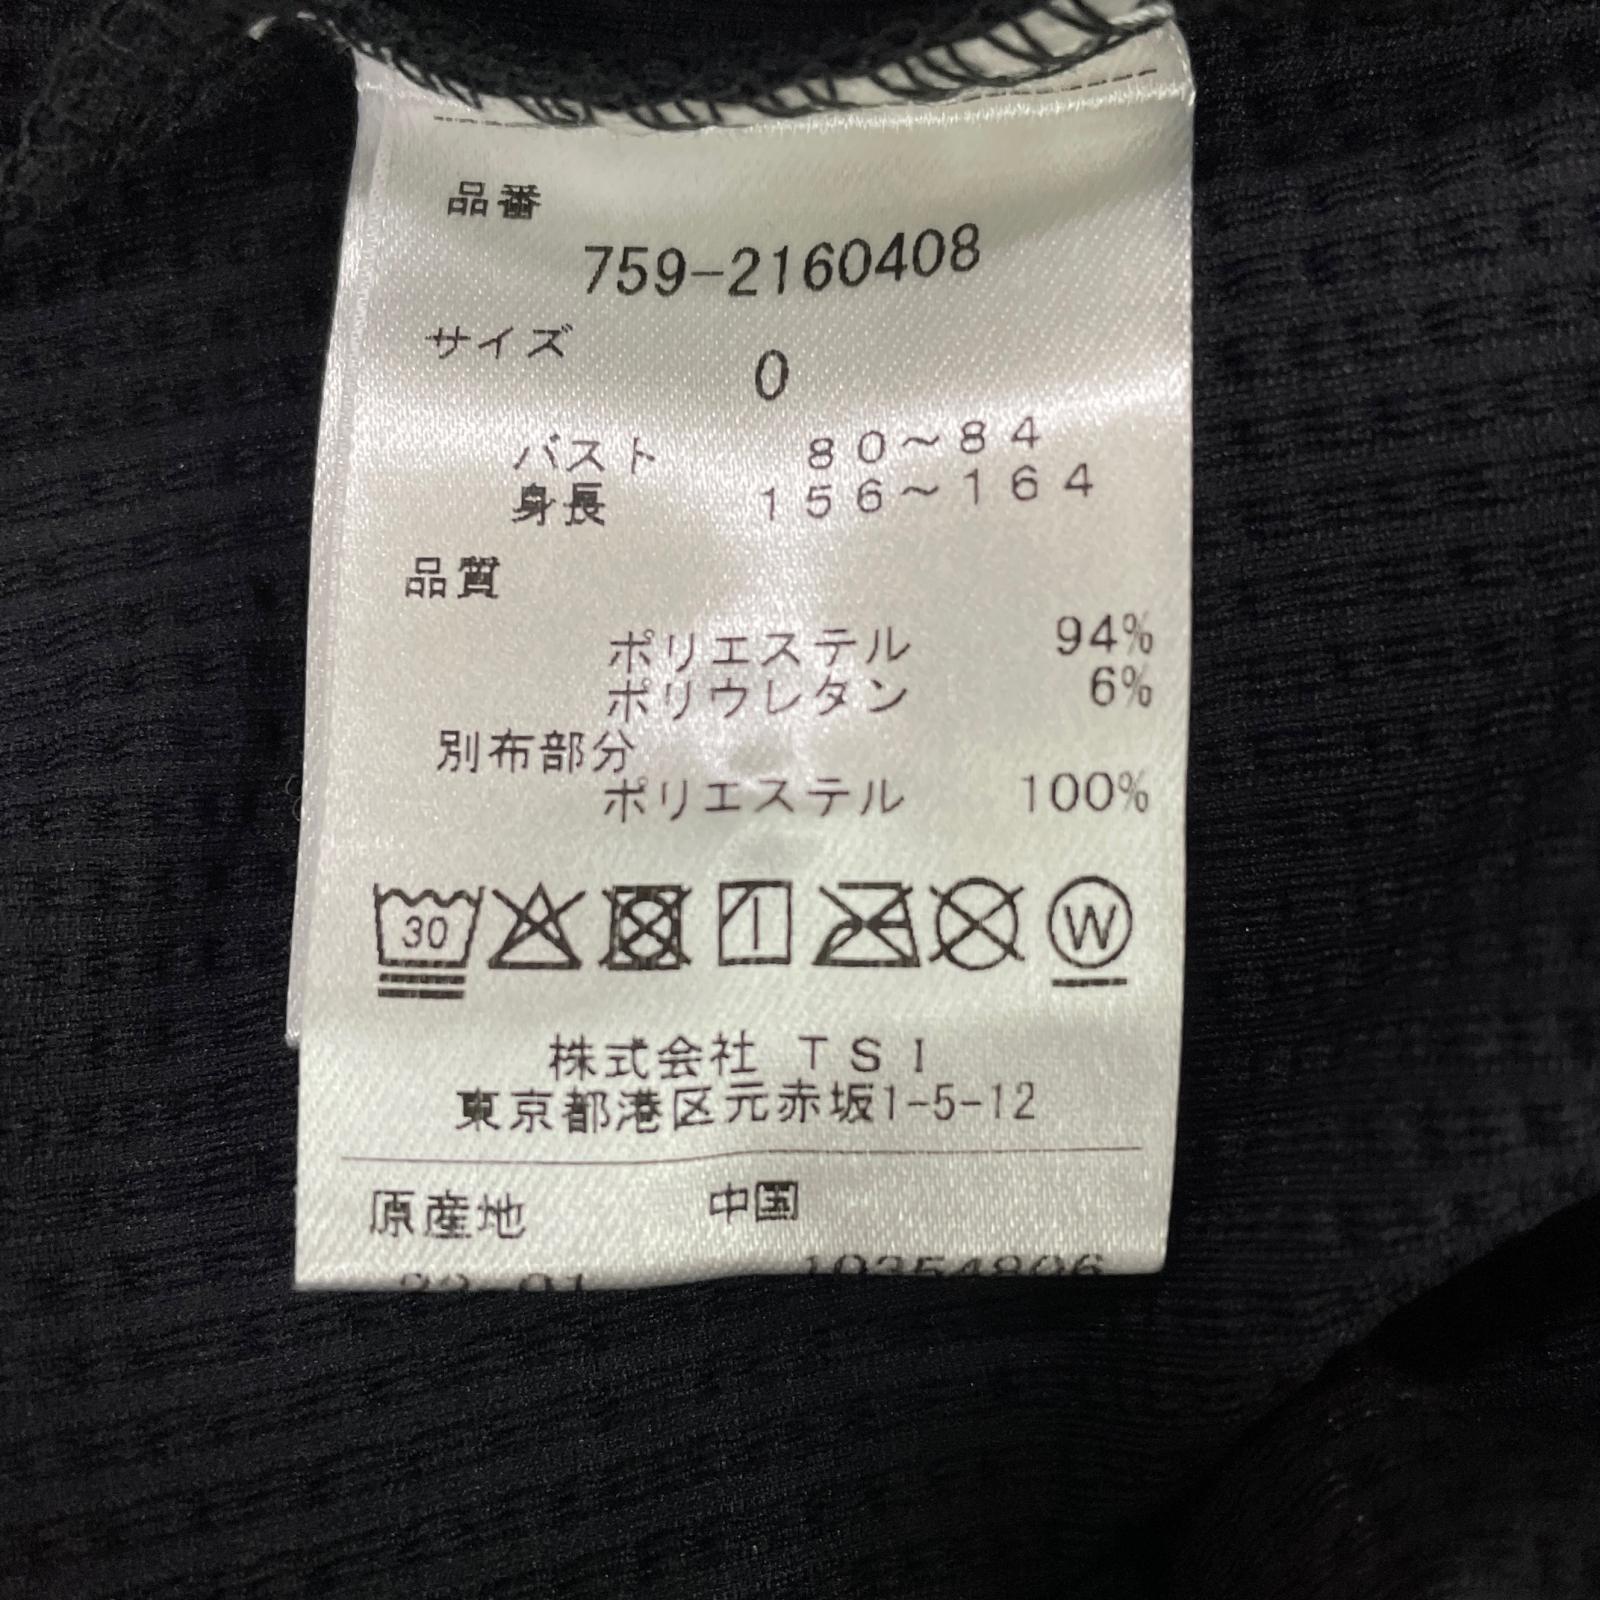 品番
759-2160408
サイズ
0
バスト 80～84
身長 156～164
品質
ポリエステル 94%
ポリウレタン 6%
別布部分
ポリエステル 100%
30 W
株式会社 TSI
東京都港区元赤坂1-5-12
原産地 中国